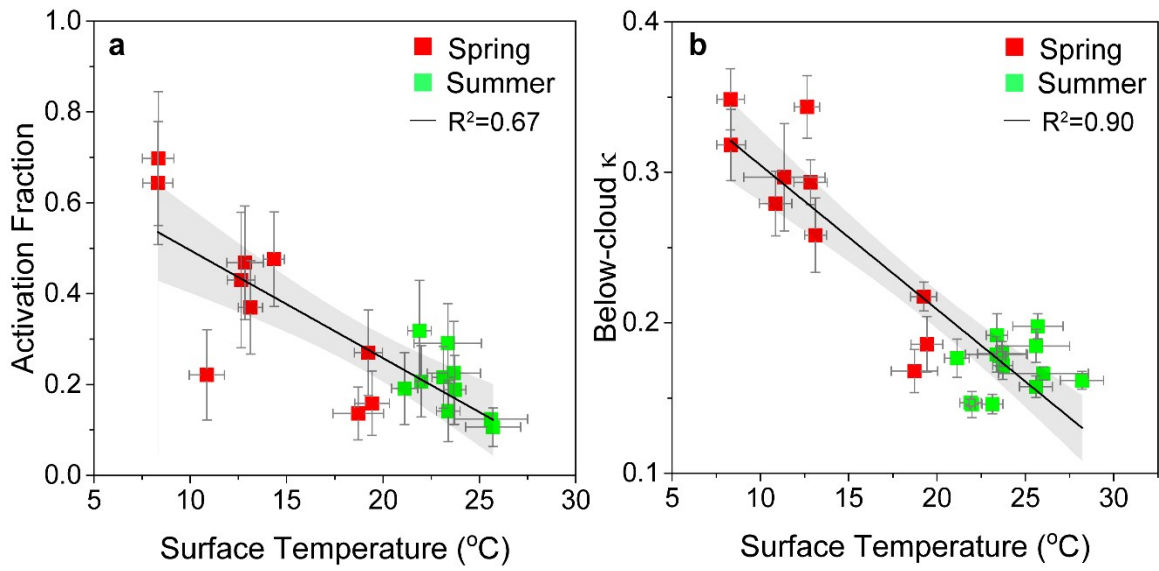 a
Spring
Summer
R²=0.67
Activation Fraction
1.0
0.8
0.6
0.4
0.2
0.0
5
10
15
20
25
30
Surface Temperature (°C)
b
Spring
Summer
R²=0.90
Below-cloud κ
0.4
0.3
0.2
0.1
5
10
15
20
25
30
Surface Temperature (°C)